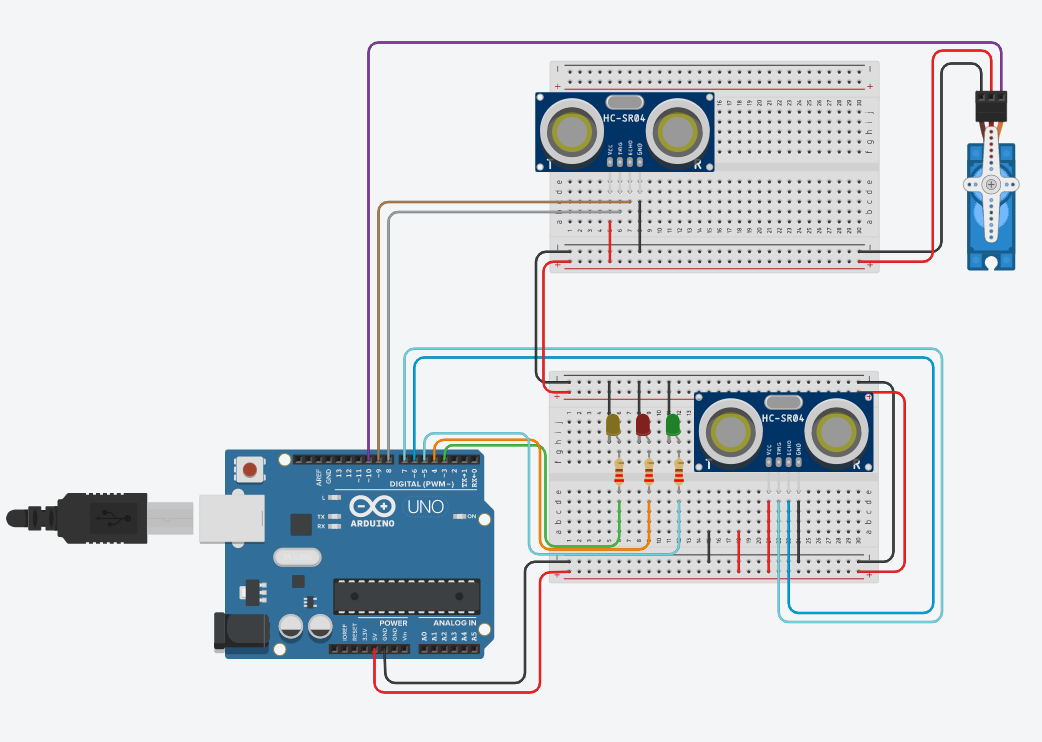 HC-SR04
VCC
TRIG
ECHO
GND
T
R
HC-SR04
VCC
TRIG
ECHO
GND
T
R
AREF
GND
13
12
~11
~10
~9
8
7
~6
~5
4
~3
2
TX→1
RX←0
DIGITAL (PWM~)
L
TX
RX
ARDUINO
UNO
ON
POWER
ANALOG IN
IOREF
RESET
3.3V
5V
GND
GND
Vin
A0
A1
A2
A3
A4
A5